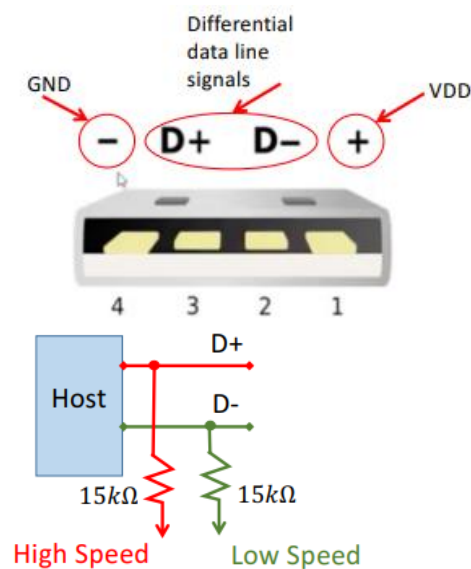 Differential
data line
signals
GND
VDD
− D+ D− +
4 3 2 1
D+
Host
D-
15kΩ 15kΩ
High Speed Low Speed